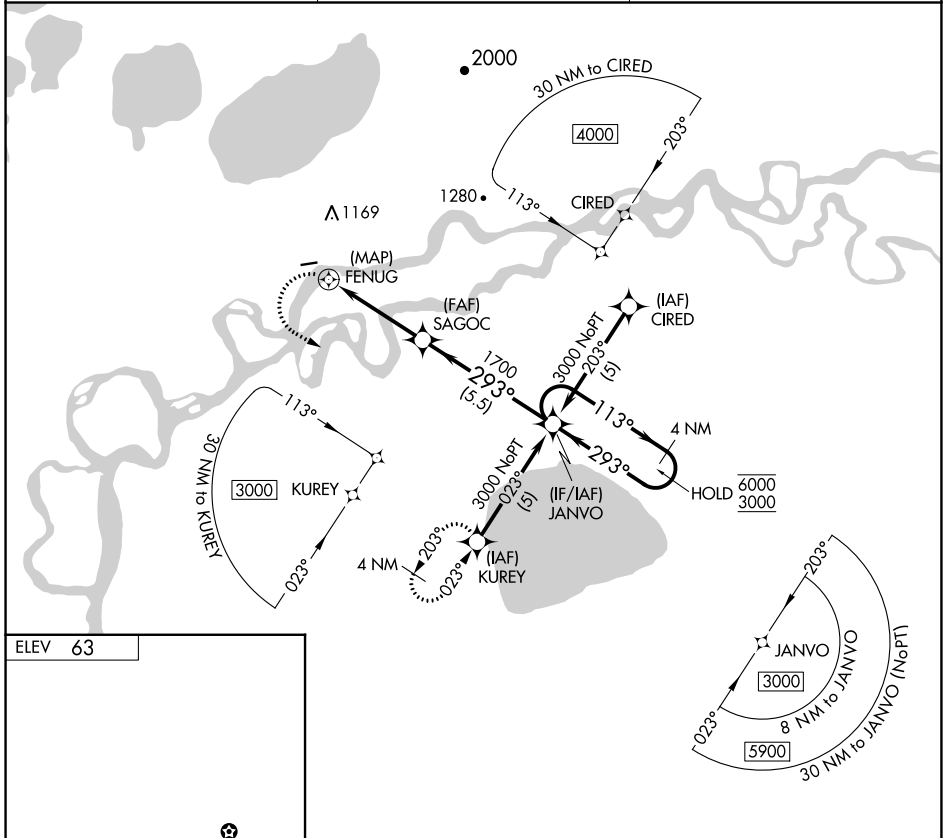 2000
30 NM to CIRED
4000
203°
1280
113°
CIRED
1169
(MAP)
FENUG
(FAF)
SAGOC
(IAF)
CIRED
3000 NoPT
203°
(5)
1700
293°
(5.5)
113°
4 NM
293°
HOLD
6000
3000
(IF/IAF)
JANVO
113°
30 NM to KUREY
3000
KUREY
023°
3000 NoPT
023°
(5)
4 NM
203°
023°
(IAF)
KUREY
203°
JANVO
3000
8 NM to JANVO
023°
5900
30 NM to JANVO (NoPT)
ELEV 63